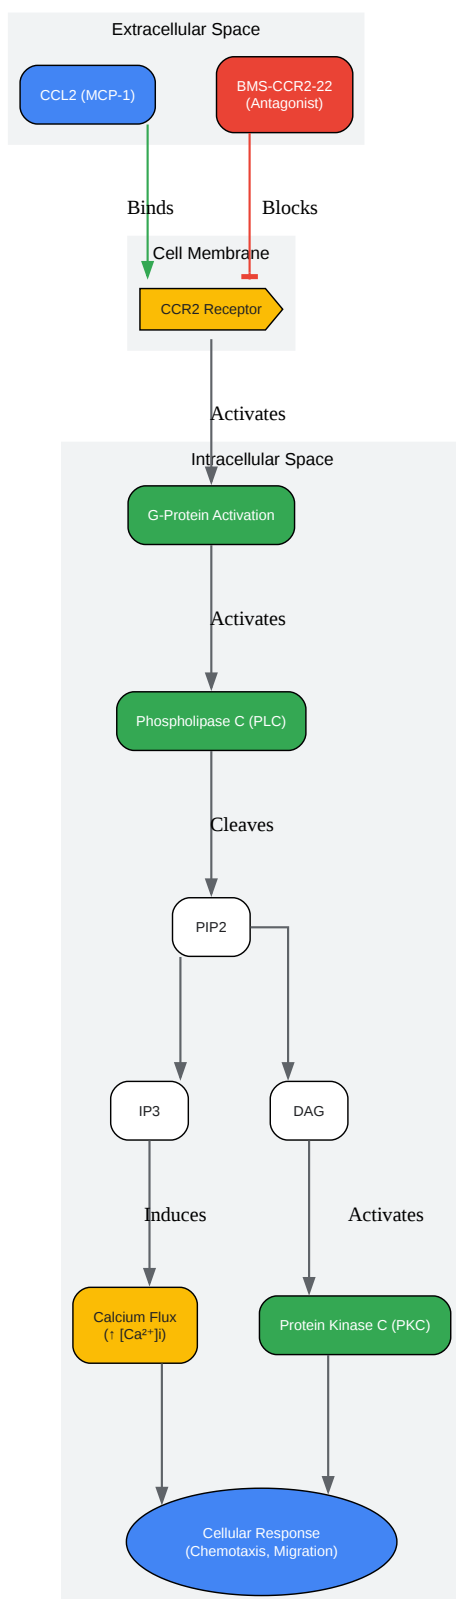 Extracellular Space
CCL2 (MCP-1)
BMS-CCR2-22
(Antagonist)
Binds
Blocks
Cell Membrane
CCR2 Receptor
Activates
Intracellular Space
G-Protein Activation
Activates
Phospholipase C (PLC)
Cleaves
PIP2
IP3
DAG
Induces
Activates
Calcium Flux
(↑ [Ca²⁺]i)
Protein Kinase C (PKC)
Cellular Response
(Chemotaxis, Migration)